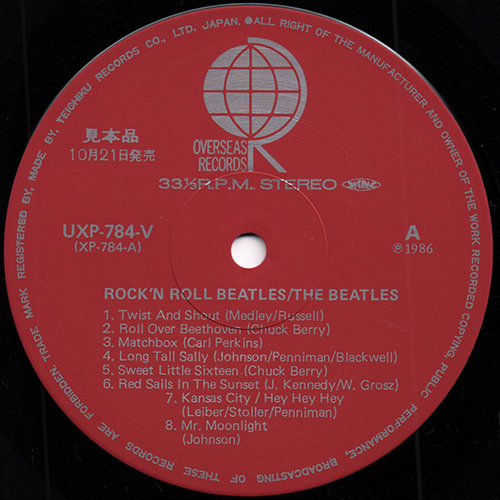 TRADE MARK REGISTERED BY, MADE BY, TEICHIKU RECORDS CO., LTD. JAPAN. ●ALL RIGHT OF THE MANUFACTURER AND OWNER OF THE WORK RECORDED COPYING, PUBLIC PERFORMANCE, BROADCASTING OF THESE RECORDS ARE FORBIDDEN.
OVERSEAS
RECORDS
見本品
10月21日発売
33⅓R.P.M. STEREO
UXP-784-V
(XP-784-A)
A
Ⓟ1986
ROCK'N ROLL BEATLES/THE BEATLES
1. Twist And Shout (Medley/Russell)
2. Roll Over Beethoven (Chuck Berry)
3. Matchbox (Carl Perkins)
4. Long Tall Sally (Johnson/Penniman/Blackwell)
5. Sweet Little Sixteen (Chuck Berry)
6. Red Sails In The Sunset (J. Kennedy/W. Grosz)
7. Kansas City / Hey Hey Hey
(Leiber/Stoller/Penniman)
8. Mr. Moonlight
(Johnson)